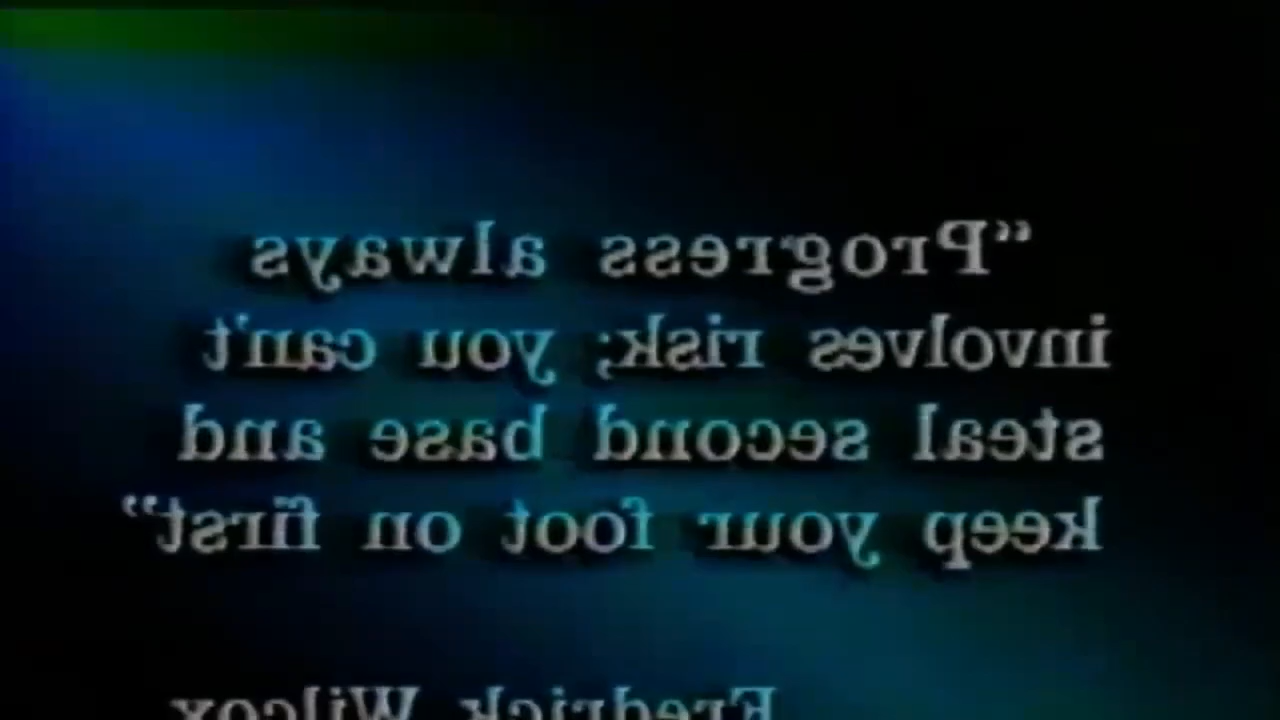 “Progress always
involves risk; you can't
steal second base and
keep your foot on first”
Fredrick Wilcox